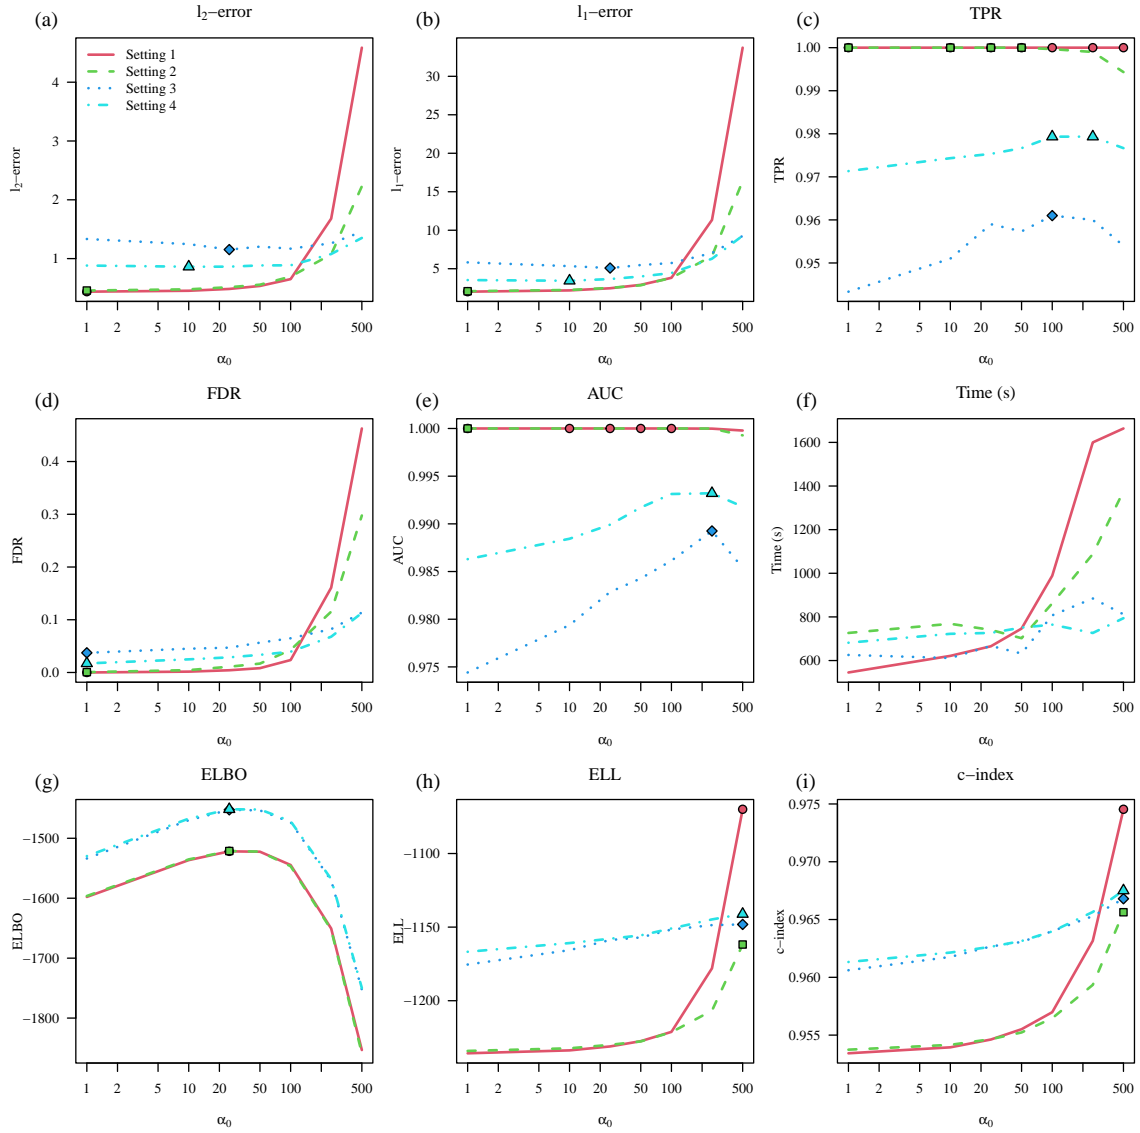 (a) l₂−error
4
3
2
1
l₂−error
Setting 1
Setting 2
Setting 3
Setting 4
1 2 5 10 20 50 100 500
α₀
(b) l₁−error
30
25
20
15
10
5
l₁−error
1 2 5 10 20 50 100 500
α₀
(c) TPR
1.00
0.99
0.98
0.97
0.96
0.95
TPR
1 2 5 10 20 50 100 500
α₀
(d) FDR
0.4
0.3
0.2
0.1
0.0
FDR
1 2 5 10 20 50 100 500
α₀
(e) AUC
1.000
0.995
0.990
0.985
0.980
0.975
AUC
1 2 5 10 20 50 100 500
α₀
(f) Time (s)
1600
1400
1200
1000
800
600
Time (s)
1 2 5 10 20 50 100 500
α₀
(g) ELBO
−1500
−1600
−1700
−1800
ELBO
1 2 5 10 20 50 100 500
α₀
(h) ELL
−1100
−1150
−1200
ELL
1 2 5 10 20 50 100 500
α₀
(i) c−index
0.975
0.970
0.965
0.960
0.955
c−index
1 2 5 10 20 50 100 500
α₀